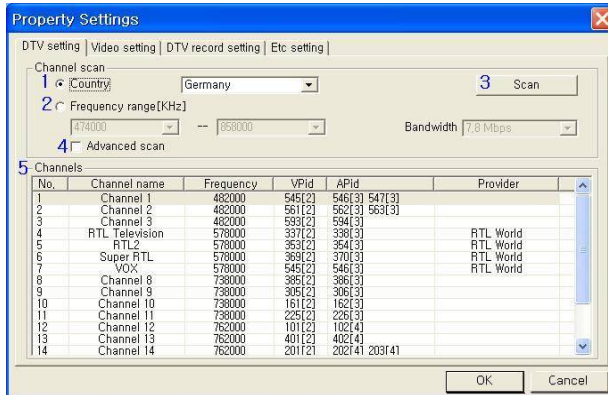 Property Settings
DTV setting Video setting DTV record setting Etc setting
Channel scan
1 Country Germany 3 Scan
2 Frequency range[KHz]
474000 -- 858000 Bandwidth 7,8 Mbps
4 Advanced scan
5 Channels
No, Channel name Frequency VPid APid Provider
1 Channel 1 482000 545[2] 546[3] 547[3]
2 Channel 2 482000 561[2] 562[3] 563[3]
3 Channel 3 482000 593[2] 594[3]
4 RTL Television 578000 337[2] 338[3] RTL World
5 RTL2 578000 353[2] 354[3] RTL World
6 Super RTL 578000 369[2] 370[3] RTL World
7 VOX 578000 545[2] 546[3] RTL World
8 Channel 8 738000 385[2] 386[3]
9 Channel 9 738000 305[2] 306[3]
10 Channel 10 738000 161[2] 162[3]
11 Channel 11 738000 225[2] 226[3]
12 Channel 12 762000 101[2] 102[4]
13 Channel 13 762000 401[2] 402[4]
14 Channel 14 762000 201[2] 202[4] 203[4]
OK Cancel